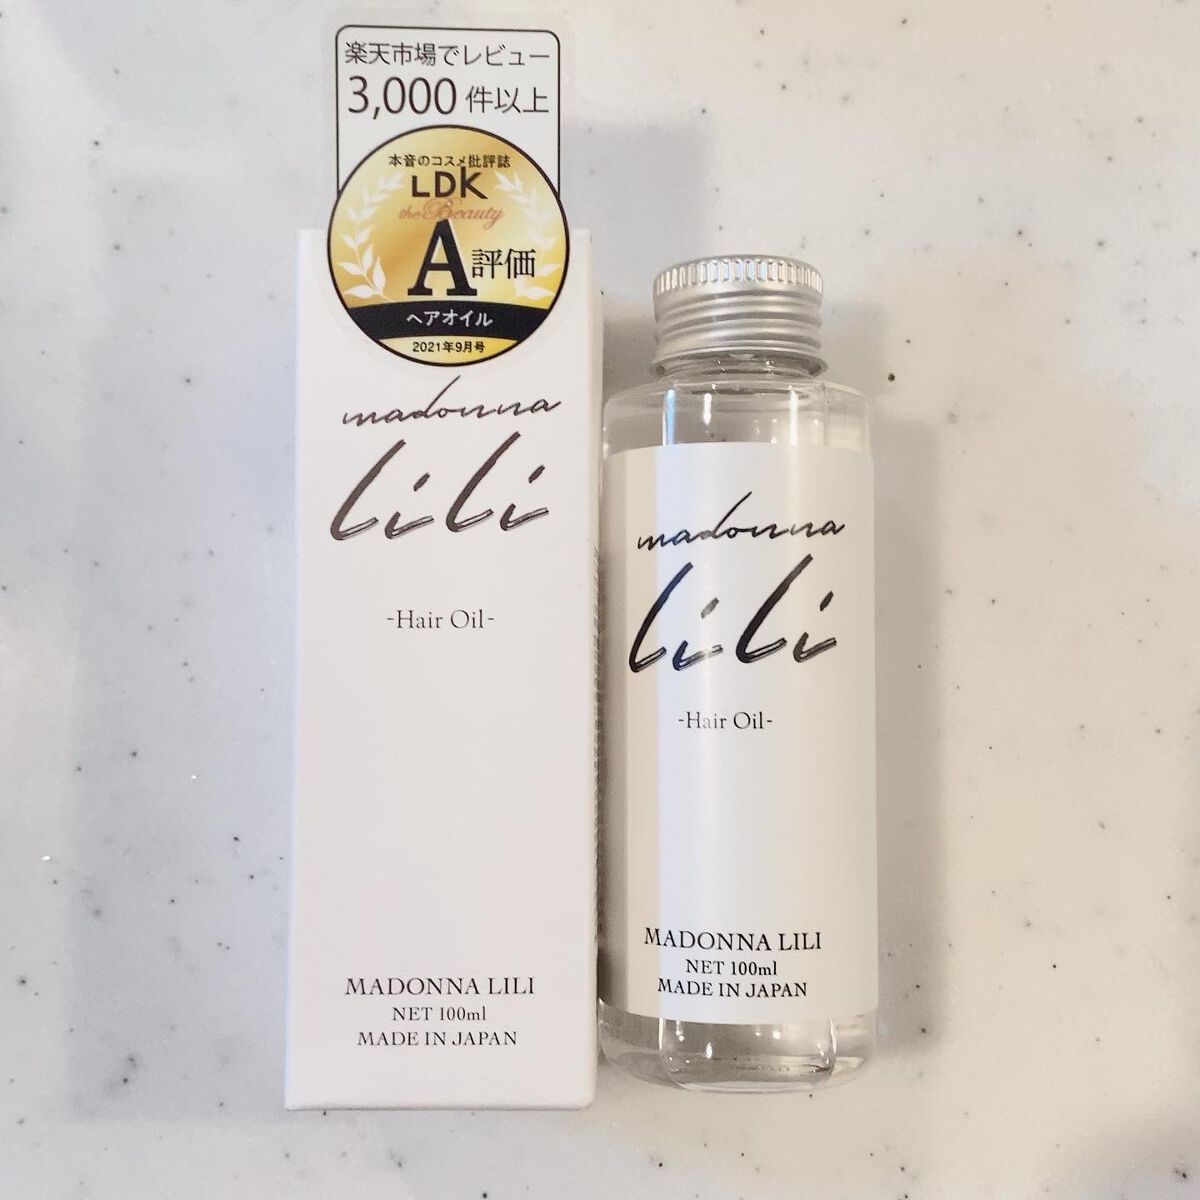 楽天市場でレビュー
3,000 件以上
本音のコスメ批評誌
LDK
the Beauty
A評価
ヘアオイル
2021年9月号
madonna
lili
-Hair Oil-
MADONNA LILI
NET 100ml
MADE IN JAPAN
madonna
lili
-Hair Oil-
MADONNA LILI
NET 100ml
MADE IN JAPAN